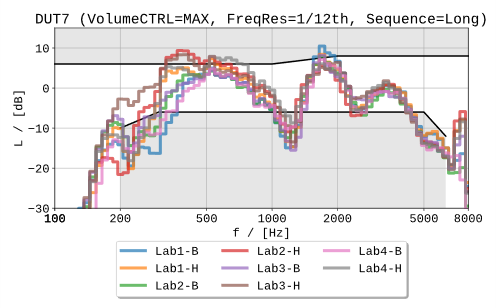 DUT7 (VolumeCTRL=MAX, FreqRes=1/12th, Sequence=Long)
10
0
−10
−20
−30
L / [dB]
100 200 500 1000 2000 5000 8000
f / [Hz]
Lab1-B Lab2-H Lab4-B
Lab1-H Lab3-B Lab4-H
Lab2-B Lab3-H